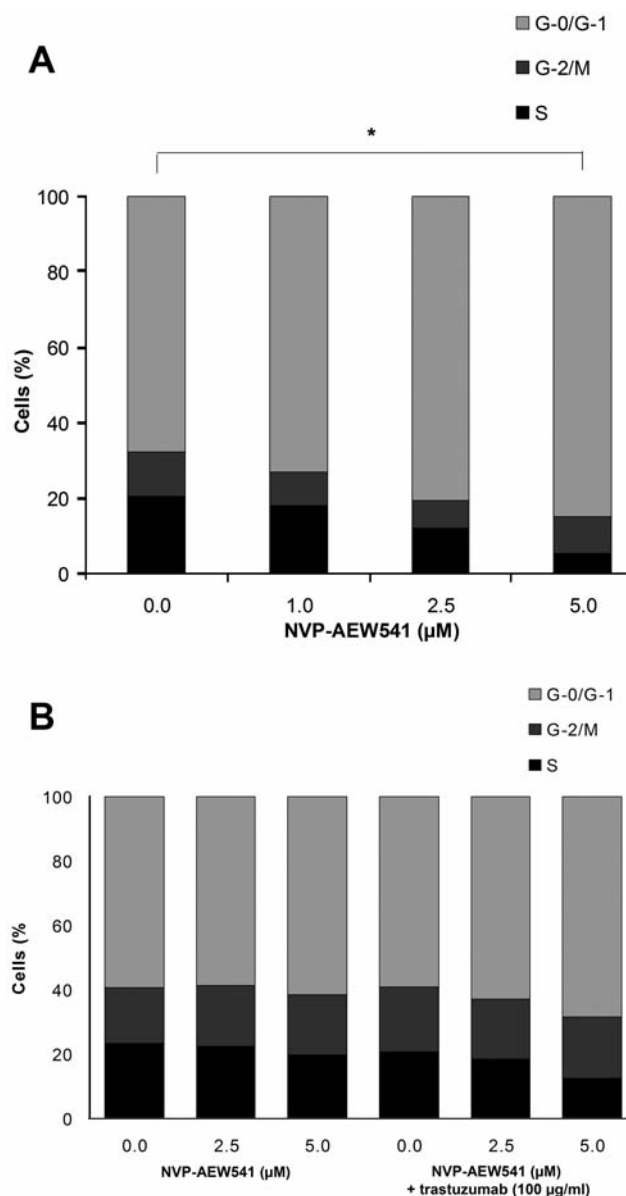 A
G-0/G-1
G-2/M
S
*
100
80
60
40
20
0
Cells (%)
0.0 1.0 2.5 5.0
NVP-AEW541 (µM)
B
G-0/G-1
G-2/M
S
100
80
60
40
20
0
Cells (%
0.0 2.5 5.0 0.0 2.5 5.0
NVP-AEW541 (µM) NVP-AEW541 (µM)
+ trastuzumab (100 µg/ml)